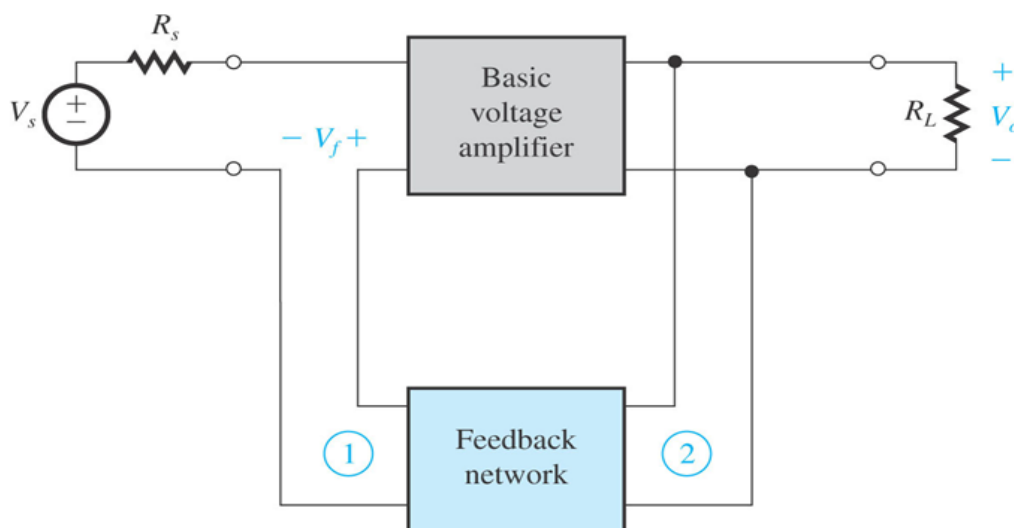 R_s
Basic
voltage
amplifier
+
−
V_s
− V_f +
R_L
+
−
1
2
Feedback
network